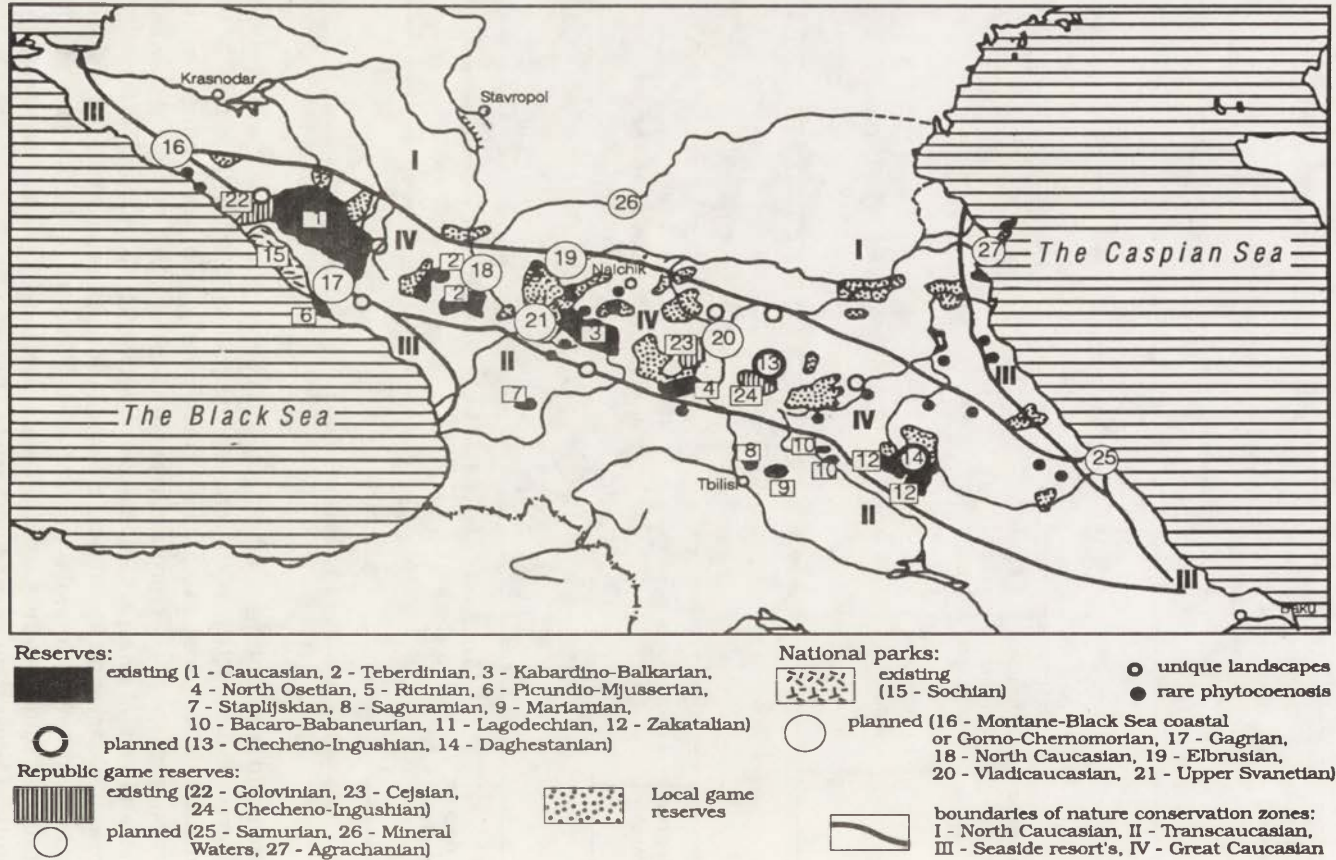 Krasnodar
Stavropol
III
16
I
26
22
1
15
IV
2
18
19
Nalchik
I
27
The Caspian Sea
17
2
6
21
3
IV
20
III
II
23
13
III
7
4
24
The Black Sea
IV
8
10
10
12
14
25
Tbilisi
9
12
II
III
Baku
Reserves:
existing (1 - Caucasian, 2 - Teberdinian, 3 - Kabardino-Balkarian,
4 - North Osetian, 5 - Ricinian, 6 - Picundio-Mjusserian,
7 - Staplijskian, 8 - Saguramian, 9 - Mariamian,
10 - Bacaro-Babaneurian, 11 - Lagodechian, 12 - Zakatalian)
planned (13 - Checheno-Ingushian, 14 - Daghestanian)
Republic game reserves:
existing (22 - Golovinian, 23 - Cejsian,
24 - Checheno-Ingushian)
planned (25 - Samurian, 26 - Mineral
Waters, 27 - Agrachanian)
Local game
reserves
National parks:
existing
(15 - Sochian)
unique landscapes
rare phytocoenosis
planned (16 - Montane-Black Sea coastal
or Gorno-Chernomorian, 17 - Gagrian,
18 - North Caucasian, 19 - Elbrusian,
20 - Vladicaucasian, 21 - Upper Svanetian)
boundaries of nature conservation zones:
I - North Caucasian, II - Transcaucasian,
III - Seaside resort's, IV - Great Caucasian